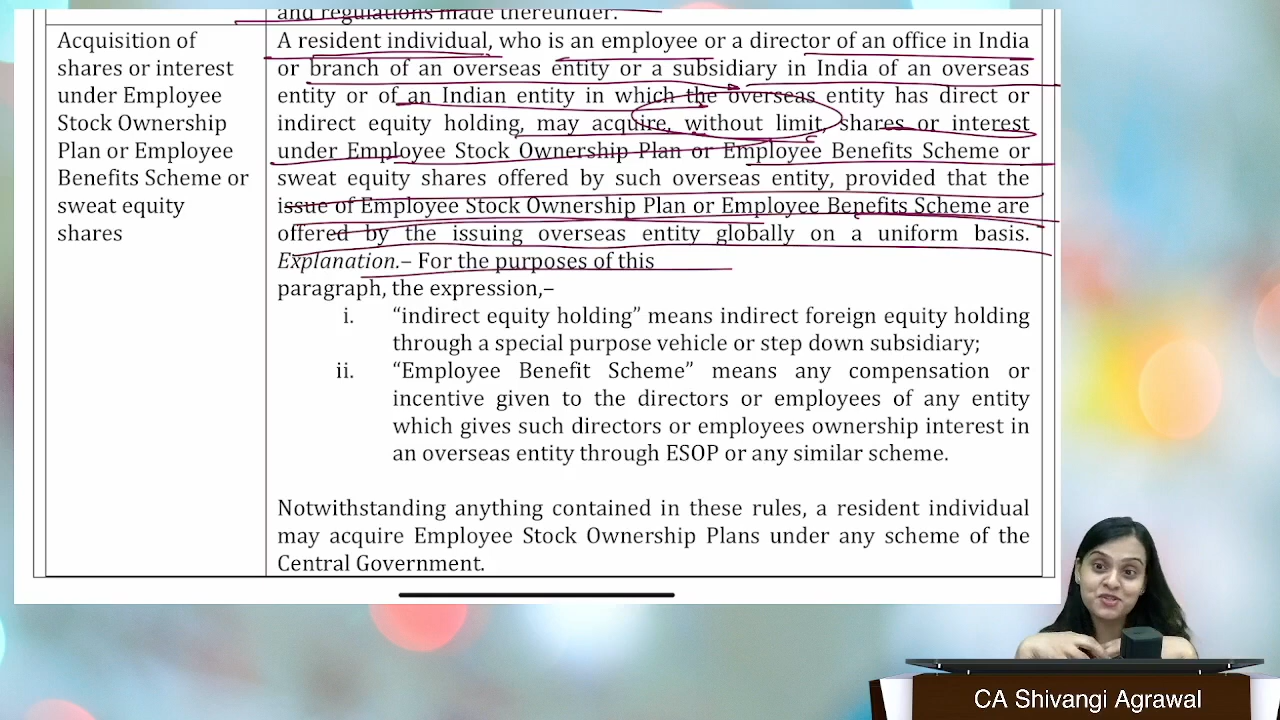 and regulations made thereunder.
Acquisition of
shares or interest
under Employee
Stock Ownership
Plan or Employee
Benefits Scheme or
sweat equity
shares
A resident individual, who is an employee or a director of an office in India
or branch of an overseas entity or a subsidiary in India of an overseas
entity or of an Indian entity in which the overseas entity has direct or
indirect equity holding, may acquire, without limit, shares or interest
under Employee Stock Ownership Plan or Employee Benefits Scheme or
sweat equity shares offered by such overseas entity, provided that the
issue of Employee Stock Ownership Plan or Employee Benefits Scheme are
offered by the issuing overseas entity globally on a uniform basis.
Explanation.– For the purposes of this
paragraph, the expression,–
i. “indirect equity holding” means indirect foreign equity holding
through a special purpose vehicle or step down subsidiary;
ii. “Employee Benefit Scheme” means any compensation or
incentive given to the directors or employees of any entity
which gives such directors or employees ownership interest in
an overseas entity through ESOP or any similar scheme.
Notwithstanding anything contained in these rules, a resident individual
may acquire Employee Stock Ownership Plans under any scheme of the
Central Government.
CA Shivangi Agrawal